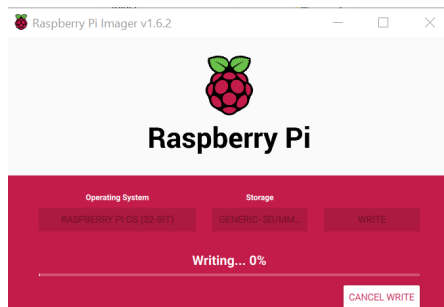 Raspberry Pi Imager v1.6.2
Raspberry Pi
Operating System Storage
RASPBERRY PI OS (32-BIT) GENERIC- SD/MM... WRITE
Writing... 0%
CANCEL WRITE